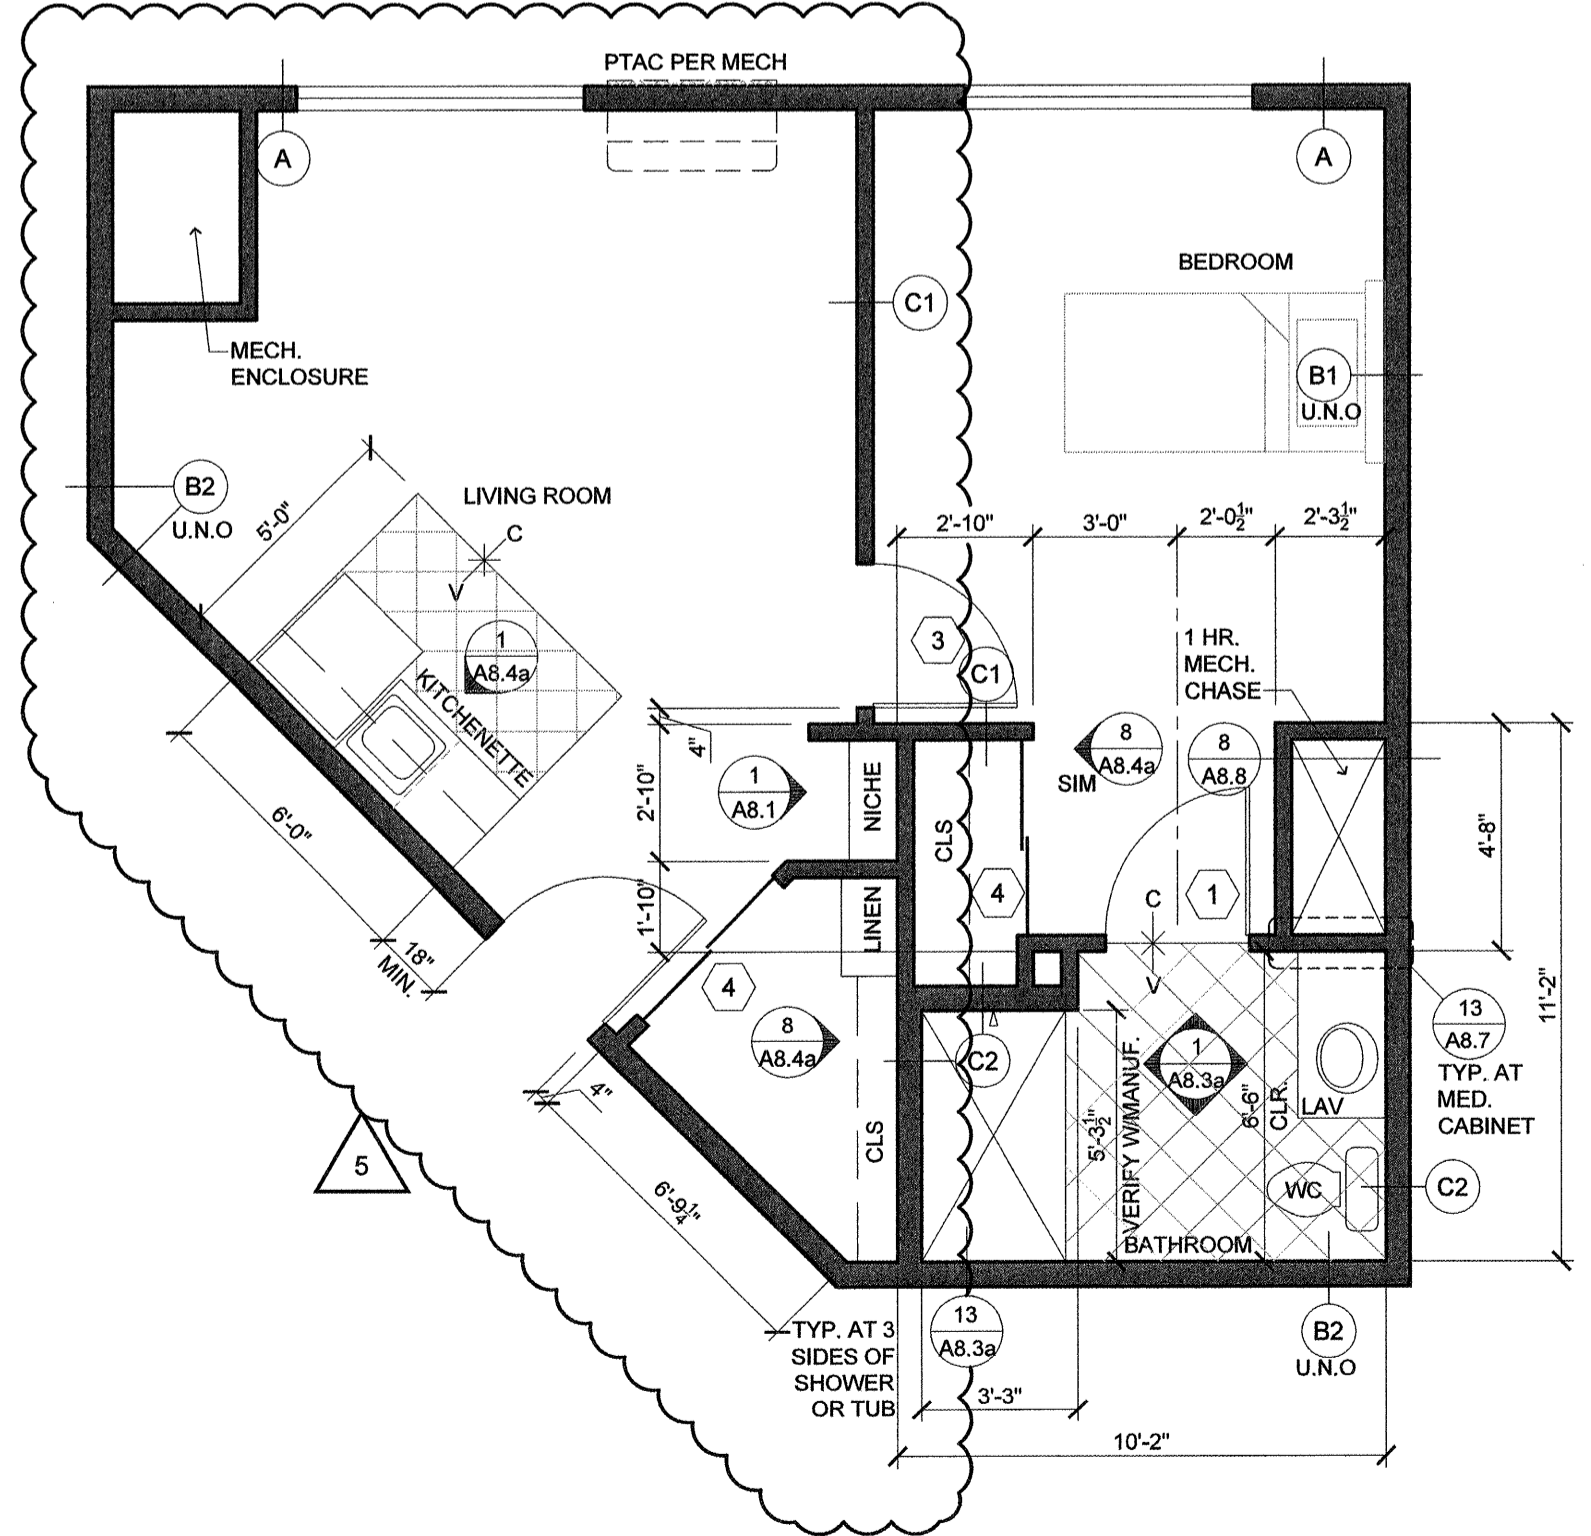 PTAC PER MECH
A
A
BEDROOM
C1
B1
U.N.O
MECH.
ENCLOSURE
B2
U.N.O
5'-0"
LIVING ROOM
C
V
2'-10"
3'-0"
2'-0½"
2'-3½"
1
A8.4a
KITCHENETTE
3
C1
1 HR.
MECH.
CHASE
4"
2'-10"
1
A8.1
NICHE
CLS
8
A8.4a
SIM
8
A8.8
6'-0"
4'-8"
1'-10"
LINEN
4
1
C
V
18"
MIN.
4
8
A8.4a
C2
11'-2"
13
A8.7
TYP. AT
MED.
CABINET
1
A8.3a
5'-3½"
VERIFY W/MANUF.
6'-6"
CLR.
LAV
4"
5
CLS
WC
C2
6'-9¼"
BATHROOM
13
A8.3a
TYP. AT 3
SIDES OF
SHOWER
OR TUB
B2
U.N.O
3'-3"
10'-2"